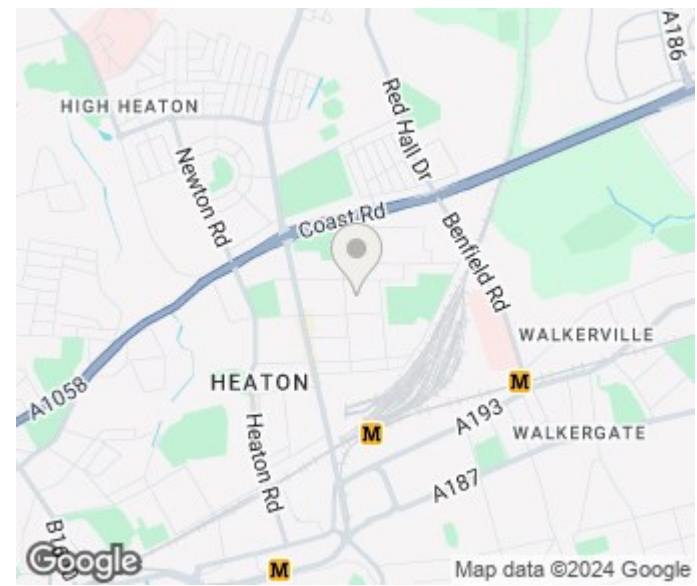 A186
HIGH HEATON
Red Hall Dr
Newton Rd
Coast Rd
Benfield Rd
WALKERVILLE
HEATON
M
A1058
A193
M
WALKERGATE
Heaton Rd
A187
M
Google
Map data ©2024 Google